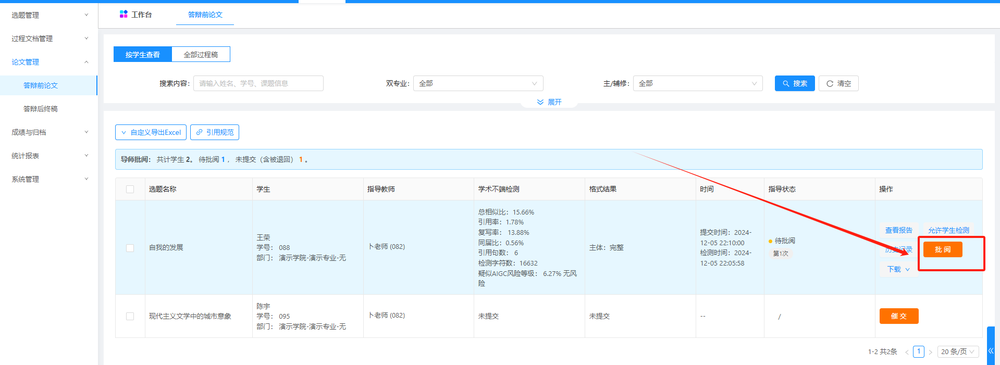 选题管理
过程文档管理
论文管理
答辩前论文
答辩后终稿
成绩与归档
统计报表
系统管理
工作台
答辩前论文
按学生查看
全部过程稿
搜索内容：
请输入姓名、学号、课题信息
双专业：
全部
主/辅修：
全部
搜索
清空
展开
自定义导出Excel
引用规范
导师批阅： 共计学生 2。 待批阅 1， 未提交（含被退回） 1 。
选题名称
学生
指导教师
学术不端检测
格式结果
时间
指导状态
操作
自我的发展
王荣
学号： 088
部门： 演示学院-演示专业-无
卜老师 (082)
总相似比：15.66%
引用率：1.78%
复写率： 13.88%
同届比：0.56%
引用句数： 6
检测字符数：16632
疑似AIGC风险等级： 6.27% 无风
险
主体：完整
提交时间：2024-
12-05 22:10:00
检测时间：2024-
12-05 22:05:58
待批阅
第1次
查看报告
允许学生检测
历史记录
批 阅
下载
现代主义文学中的城市意象
陈宇
学号： 095
部门： 演示学院-演示专业-无
卜老师 (082)
未提交
未提交
--
/
催 交
1-2 共2条
1
20 条/页